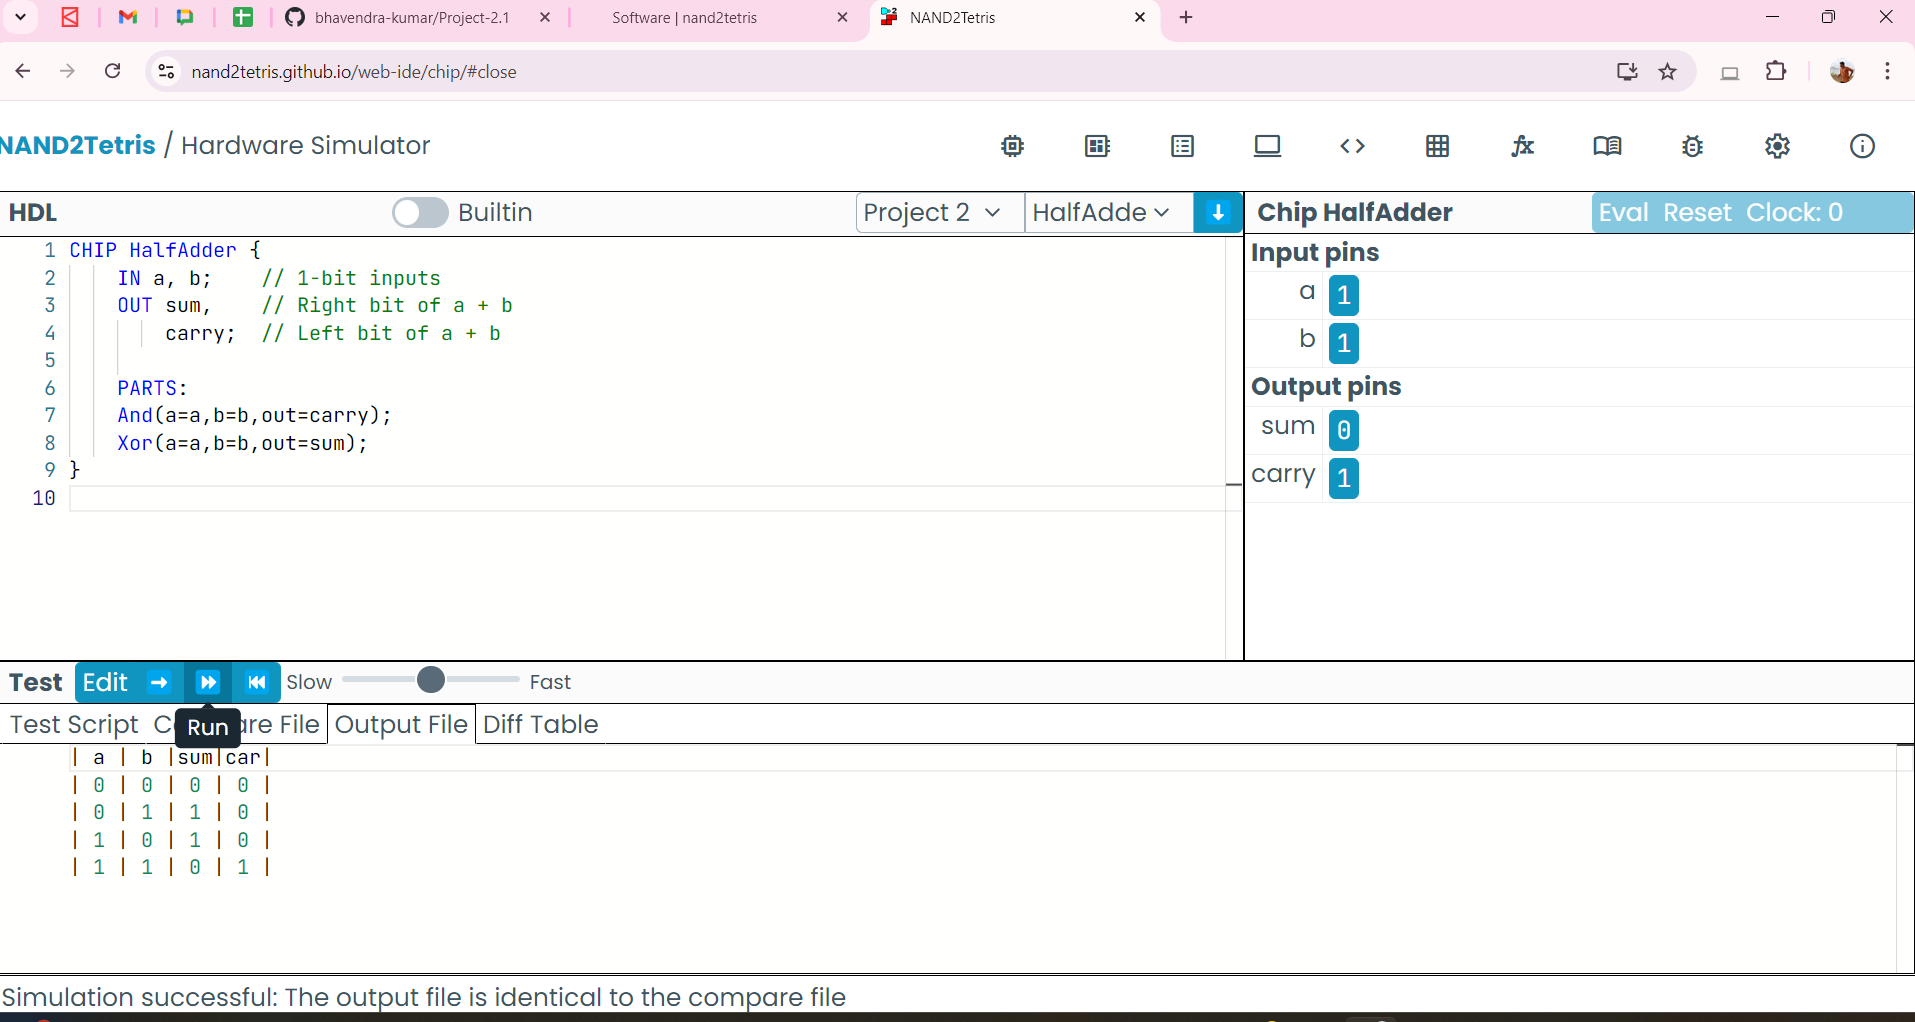 bhavendra-kumar/Project-2.1
Software | nand2tetris
NAND2Tetris
nand2tetris.github.io/web-ide/chip/#close
NAND2Tetris / Hardware Simulator
HDL Builtin Project 2 HalfAdde
1 CHIP HalfAdder {
2 IN a, b;    // 1-bit inputs
3 OUT sum,    // Right bit of a + b
4 carry;  // Left bit of a + b
5
6 PARTS:
7 And(a=a,b=b,out=carry);
8 Xor(a=a,b=b,out=sum);
9 }
10
Chip HalfAdder Eval Reset Clock: 0
Input pins
a 1
b 1
Output pins
sum 0
carry 1
Test Edit Slow Fast
Test Script C re File Output File Diff Table
Run
| a | b |sum|car|
| 0 | 0 | 0 | 0 |
| 0 | 1 | 1 | 0 |
| 1 | 0 | 1 | 0 |
| 1 | 1 | 0 | 1 |
Simulation successful: The output file is identical to the compare file